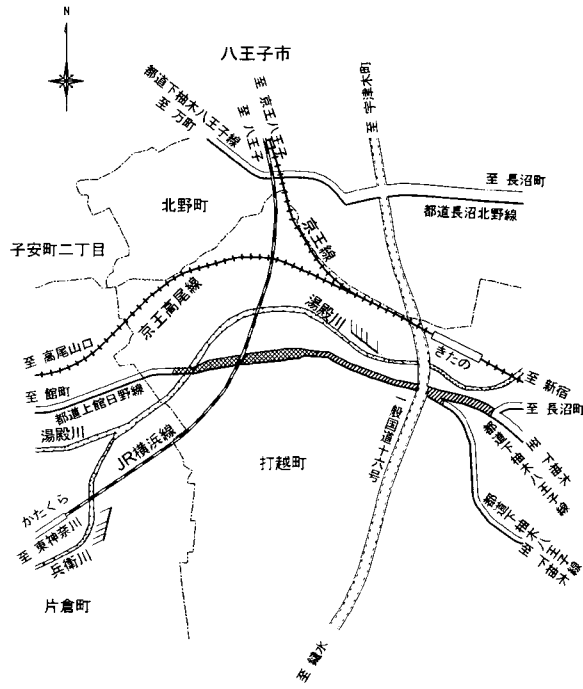 N
八王子市
都道下柚木八王子線
至 万町
至 八王子
至 京王八王子
至 宇津木町
至 長沼町
都道長沼北野線
北野町
子安町二丁目
京王線
京王高尾線
湯殿川
きたの
至 高尾山口
至 新宿
至 館町
都道上館日野線
至 長沼町
湯殿川
JR横浜線
打越町
一般国道十六号
至 下柚木
都道下柚木八王子線
かたくら
至 東神奈川
兵衛川
都道下柚木八王子線
至 下柚木
片倉町
至 鑓水